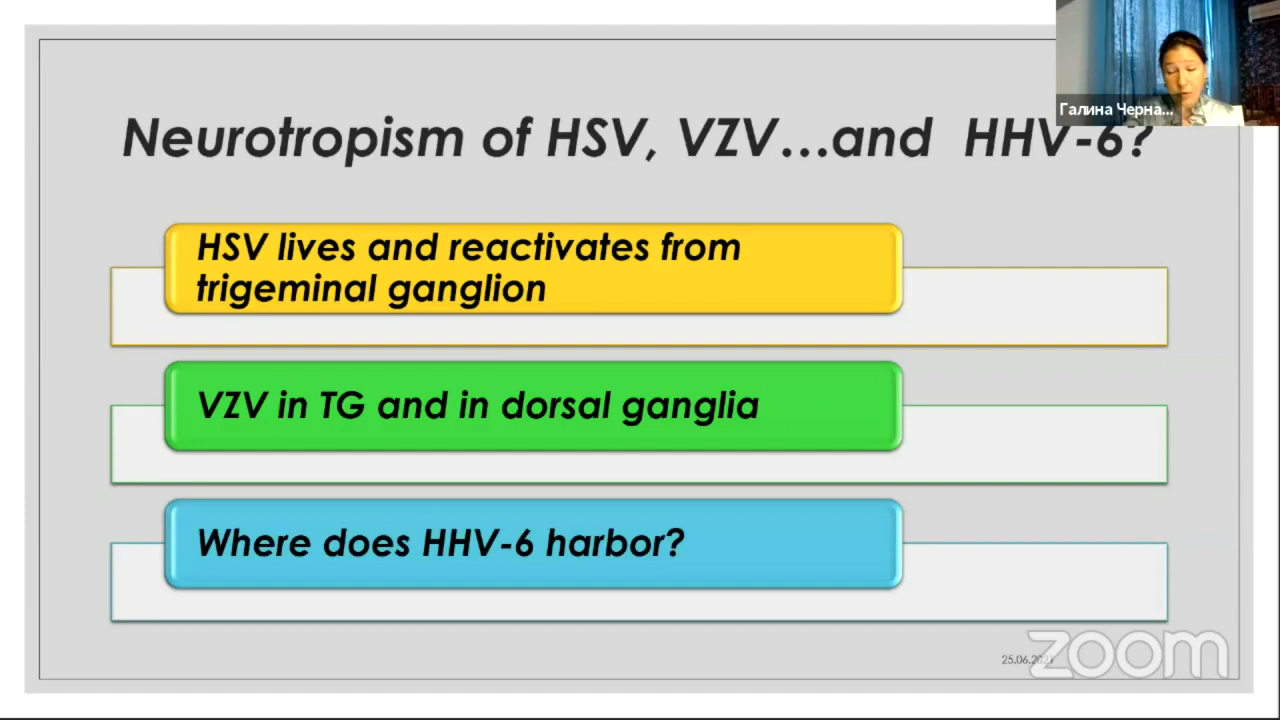 Галина Черна...
Neurotropism of HSV, VZV...and HHV-6?
HSV lives and reactivates from
trigeminal ganglion
VZV in TG and in dorsal ganglia
Where does HHV-6 harbor?
25.06.2021
zoom